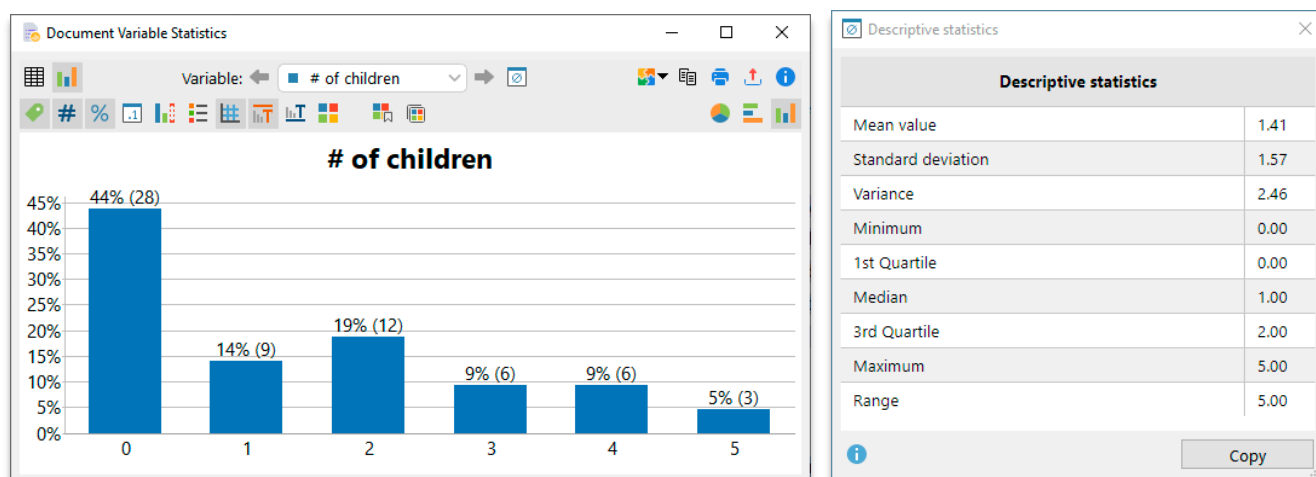 Document Variable Statistics
Variable: # of children
# of children
45%
40%
35%
30%
25%
20%
15%
10%
5%
0%
44% (28)
14% (9)
19% (12)
9% (6)
9% (6)
5% (3)
0 1 2 3 4 5
Descriptive statistics
Descriptive statistics
Mean value 1.41
Standard deviation 1.57
Variance 2.46
Minimum 0.00
1st Quartile 0.00
Median 1.00
3rd Quartile 2.00
Maximum 5.00
Range 5.00
Copy